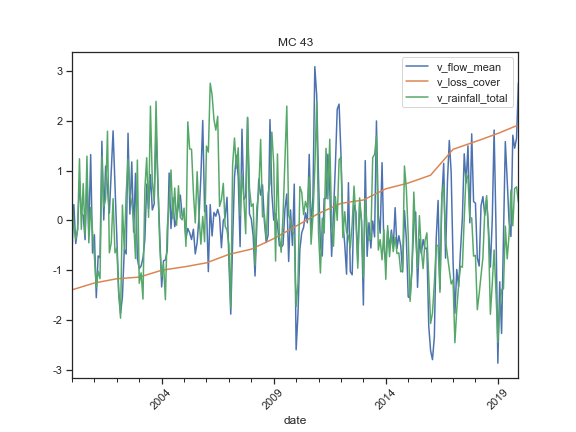 MC 43
v_flow_mean
v_loss_cover
v_rainfall_total
3
2
1
0
-1
-2
-3
2004
2009
2014
2019
date